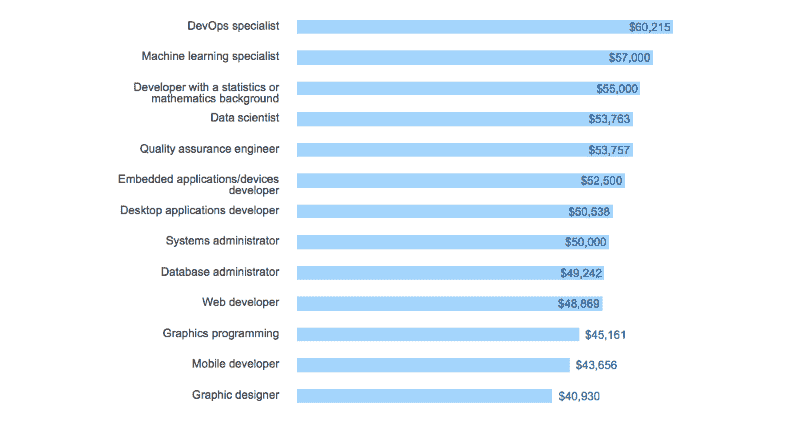 DevOps specialist $60,215
Machine learning specialist $57,000
Developer with a statistics or
mathematics background $55,000
Data scientist $53,763
Quality assurance engineer $53,757
Embedded applications/devices
developer $52,500
Desktop applications developer $50,538
Systems administrator $50,000
Database administrator $49,242
Web developer $48,869
Graphics programming $45,161
Mobile developer $43,656
Graphic designer $40,930